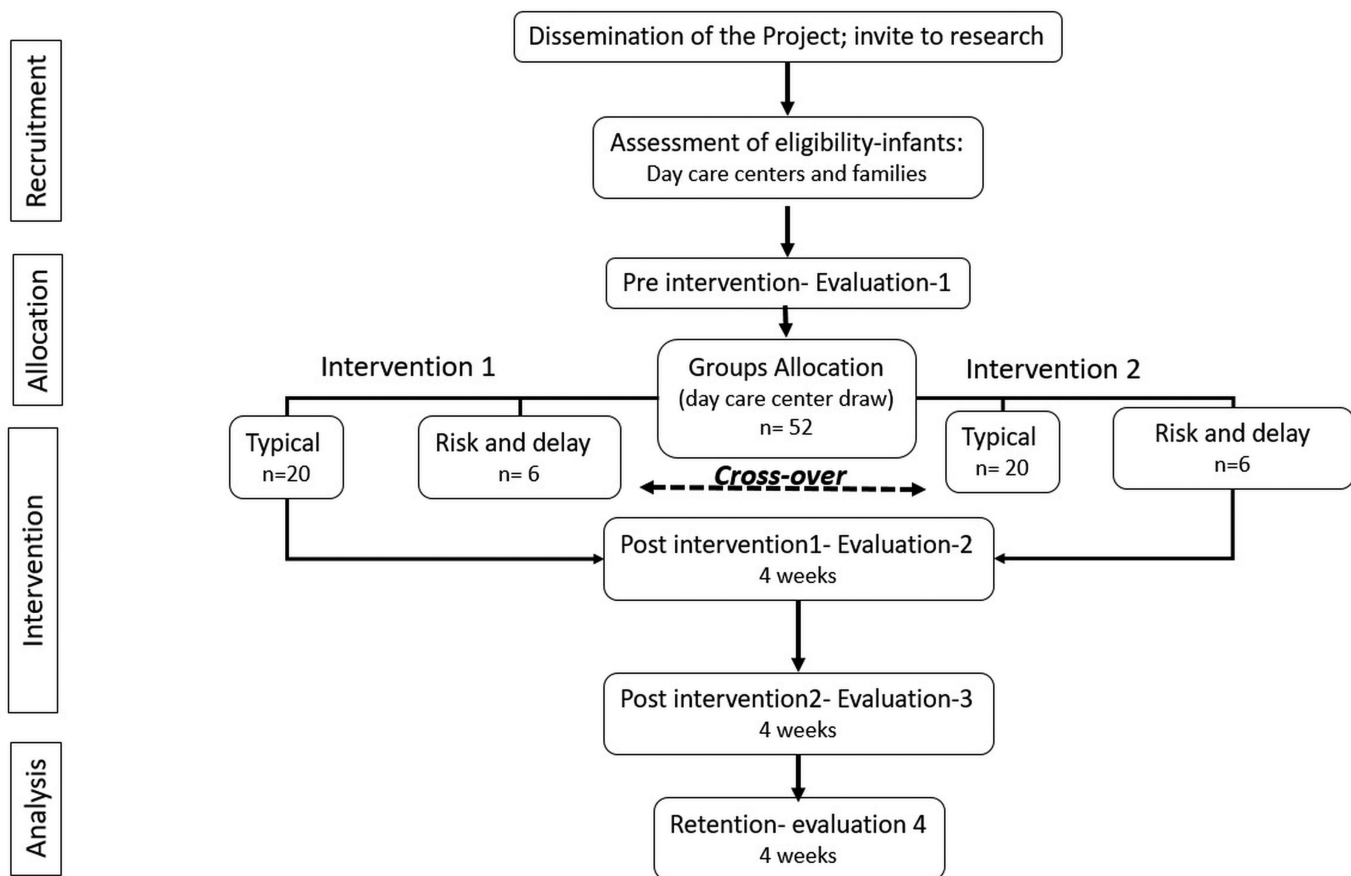 Recruitment
Dissemination of the Project; invite to research
Assessment of eligibility-infants:
Day care centers and families
Allocation
Pre intervention- Evaluation-1
Groups Allocation
(day care center draw)
n= 52
Intervention 1
Intervention 2
Typical
n=20
Risk and delay
n= 6
Typical
n= 20
Risk and delay
n=6
Cross-over
Intervention
Post intervention1- Evaluation-2
4 weeks
Post intervention2- Evaluation-3
4 weeks
Analysis
Retention- evaluation 4
4 weeks